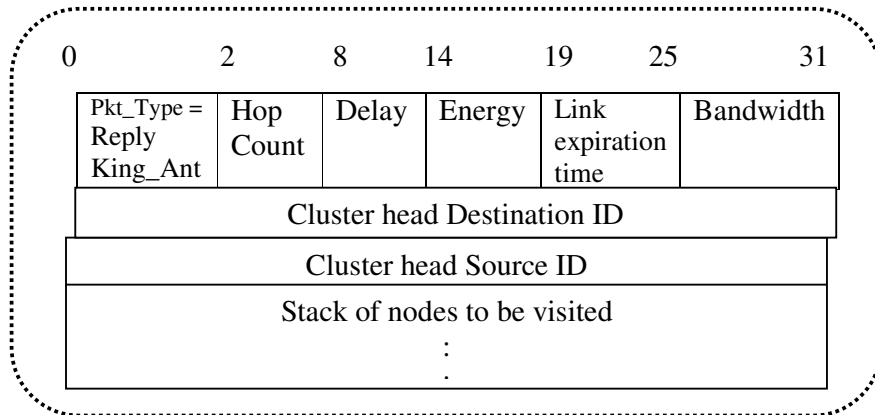 0 2 8 14 19 25 31
Pkt_Type =
Reply
King_Ant
Hop
Count
Delay
Energy
Link
expiration
time
Bandwidth
Cluster head Destination ID
Cluster head Source ID
Stack of nodes to be visited
:
.